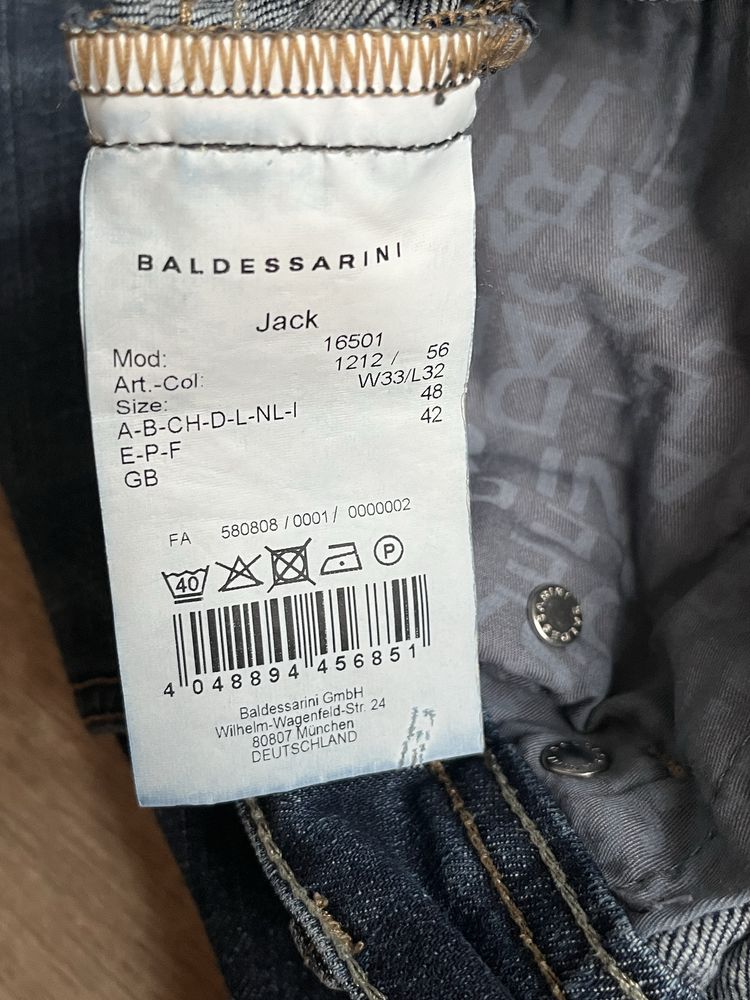 BALDESSARINI
Jack
Mod: 16501
Art.-Col: 1212 / 56
Size: W33/L32
A-B-CH-D-L-NL-I 48
E-P-F 42
GB
FA 580808 / 0001 / 0000002
40 P
4 048894 456851
Baldessarini GmbH
Wilhelm-Wagenfeld-Str. 24
80807 München
DEUTSCHLAND